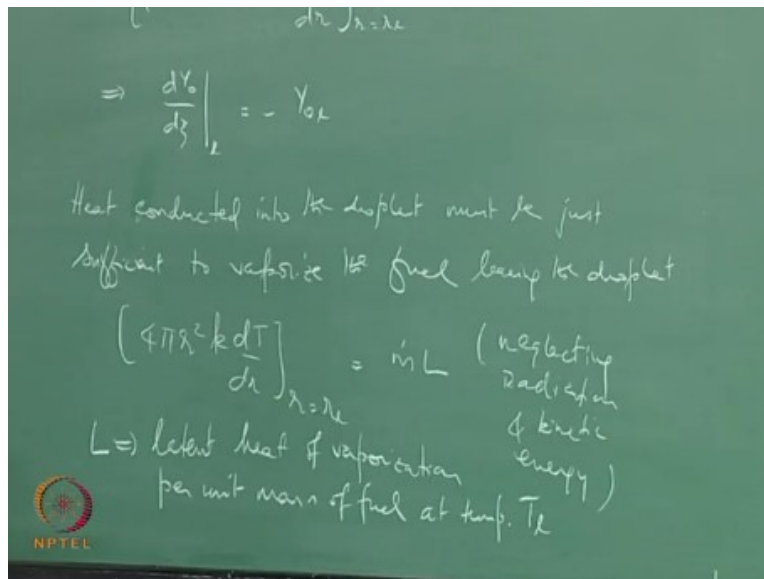 dr ]r=rℓ
⇒ dY₀/dξ |ℓ = - Y₀ℓ
Heat conducted into the droplet must be just
sufficient to vaporize the fuel leaving the droplet
[4πr² k dT/dr]r=rℓ = ṁL (neglecting
Radiation
& kinetic
energy)
L ⇒ latent heat of vaporization
per unit mass of fuel at temp. Tℓ
NPTEL